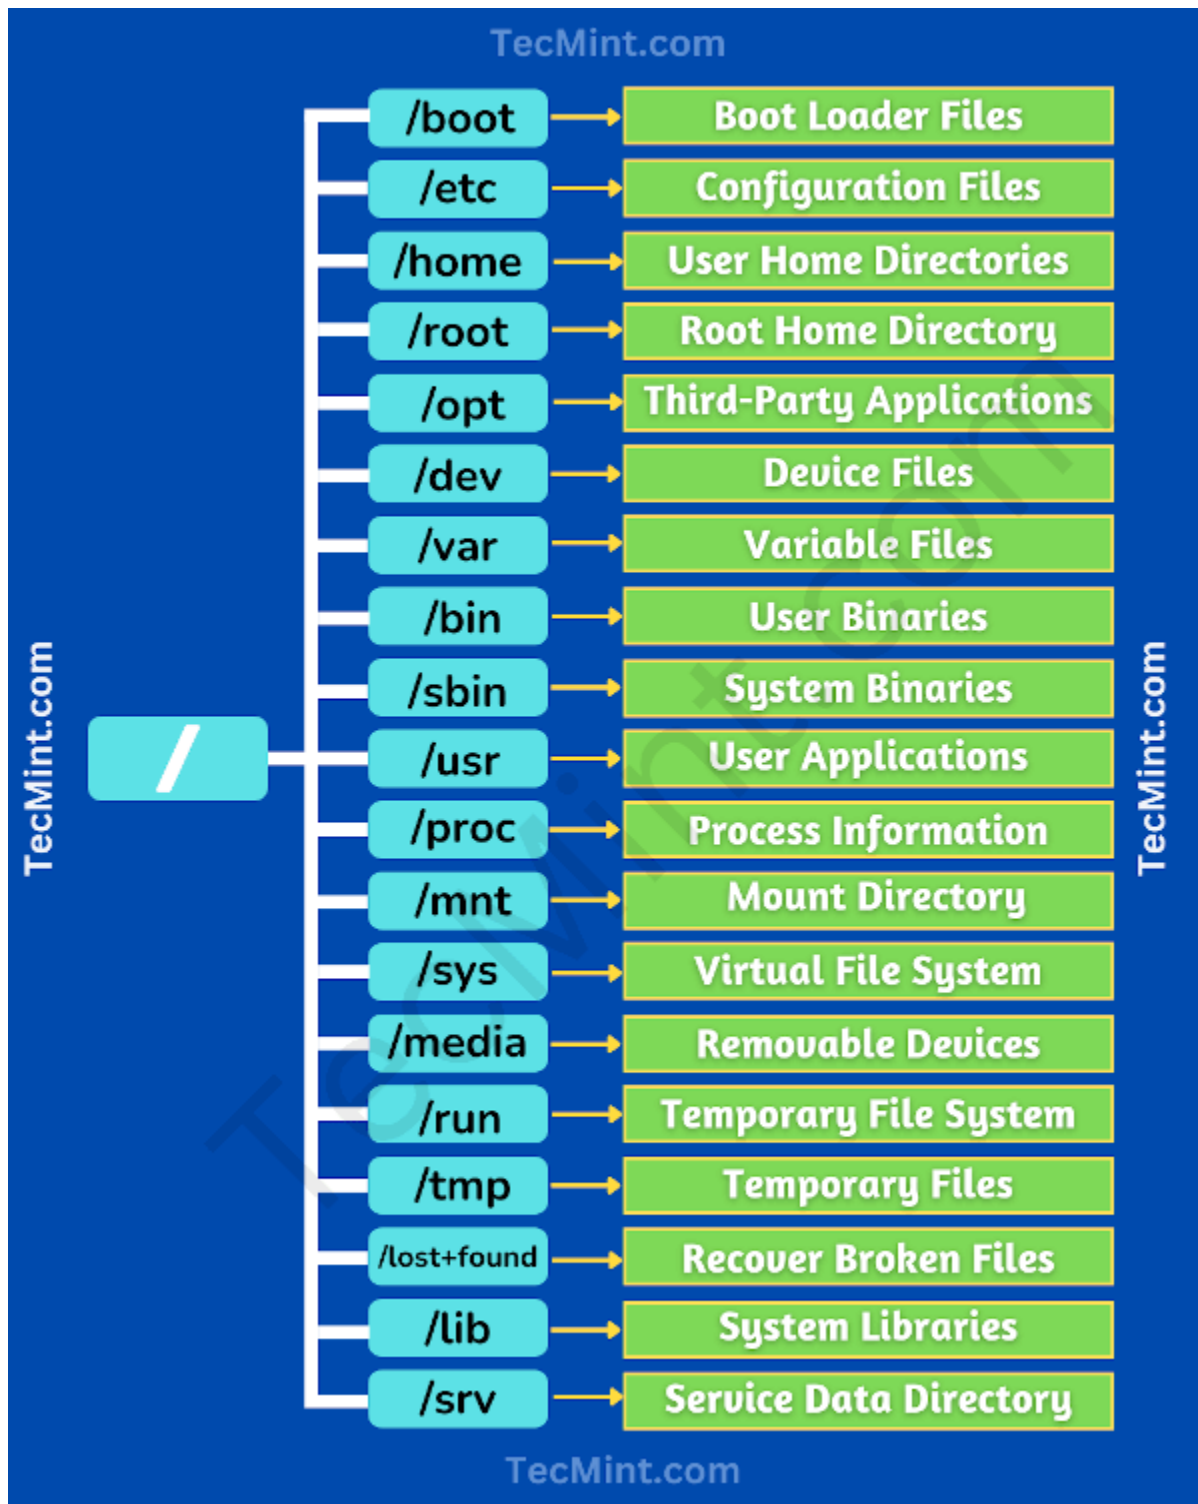 TecMint.com
/boot
Boot Loader Files
/etc
Configuration Files
/home
User Home Directories
/root
Root Home Directory
/opt
Third-Party Applications
/dev
Device Files
/var
Variable Files
/bin
User Binaries
/sbin
System Binaries
TecMint.com
/
/usr
User Applications
TecMint.com
/proc
Process Information
/mnt
Mount Directory
/sys
Virtual File System
/media
Removable Devices
/run
Temporary File System
/tmp
Temporary Files
/lost+found
Recover Broken Files
/lib
System Libraries
/srv
Service Data Directory
TecMint.com
TecMint.com